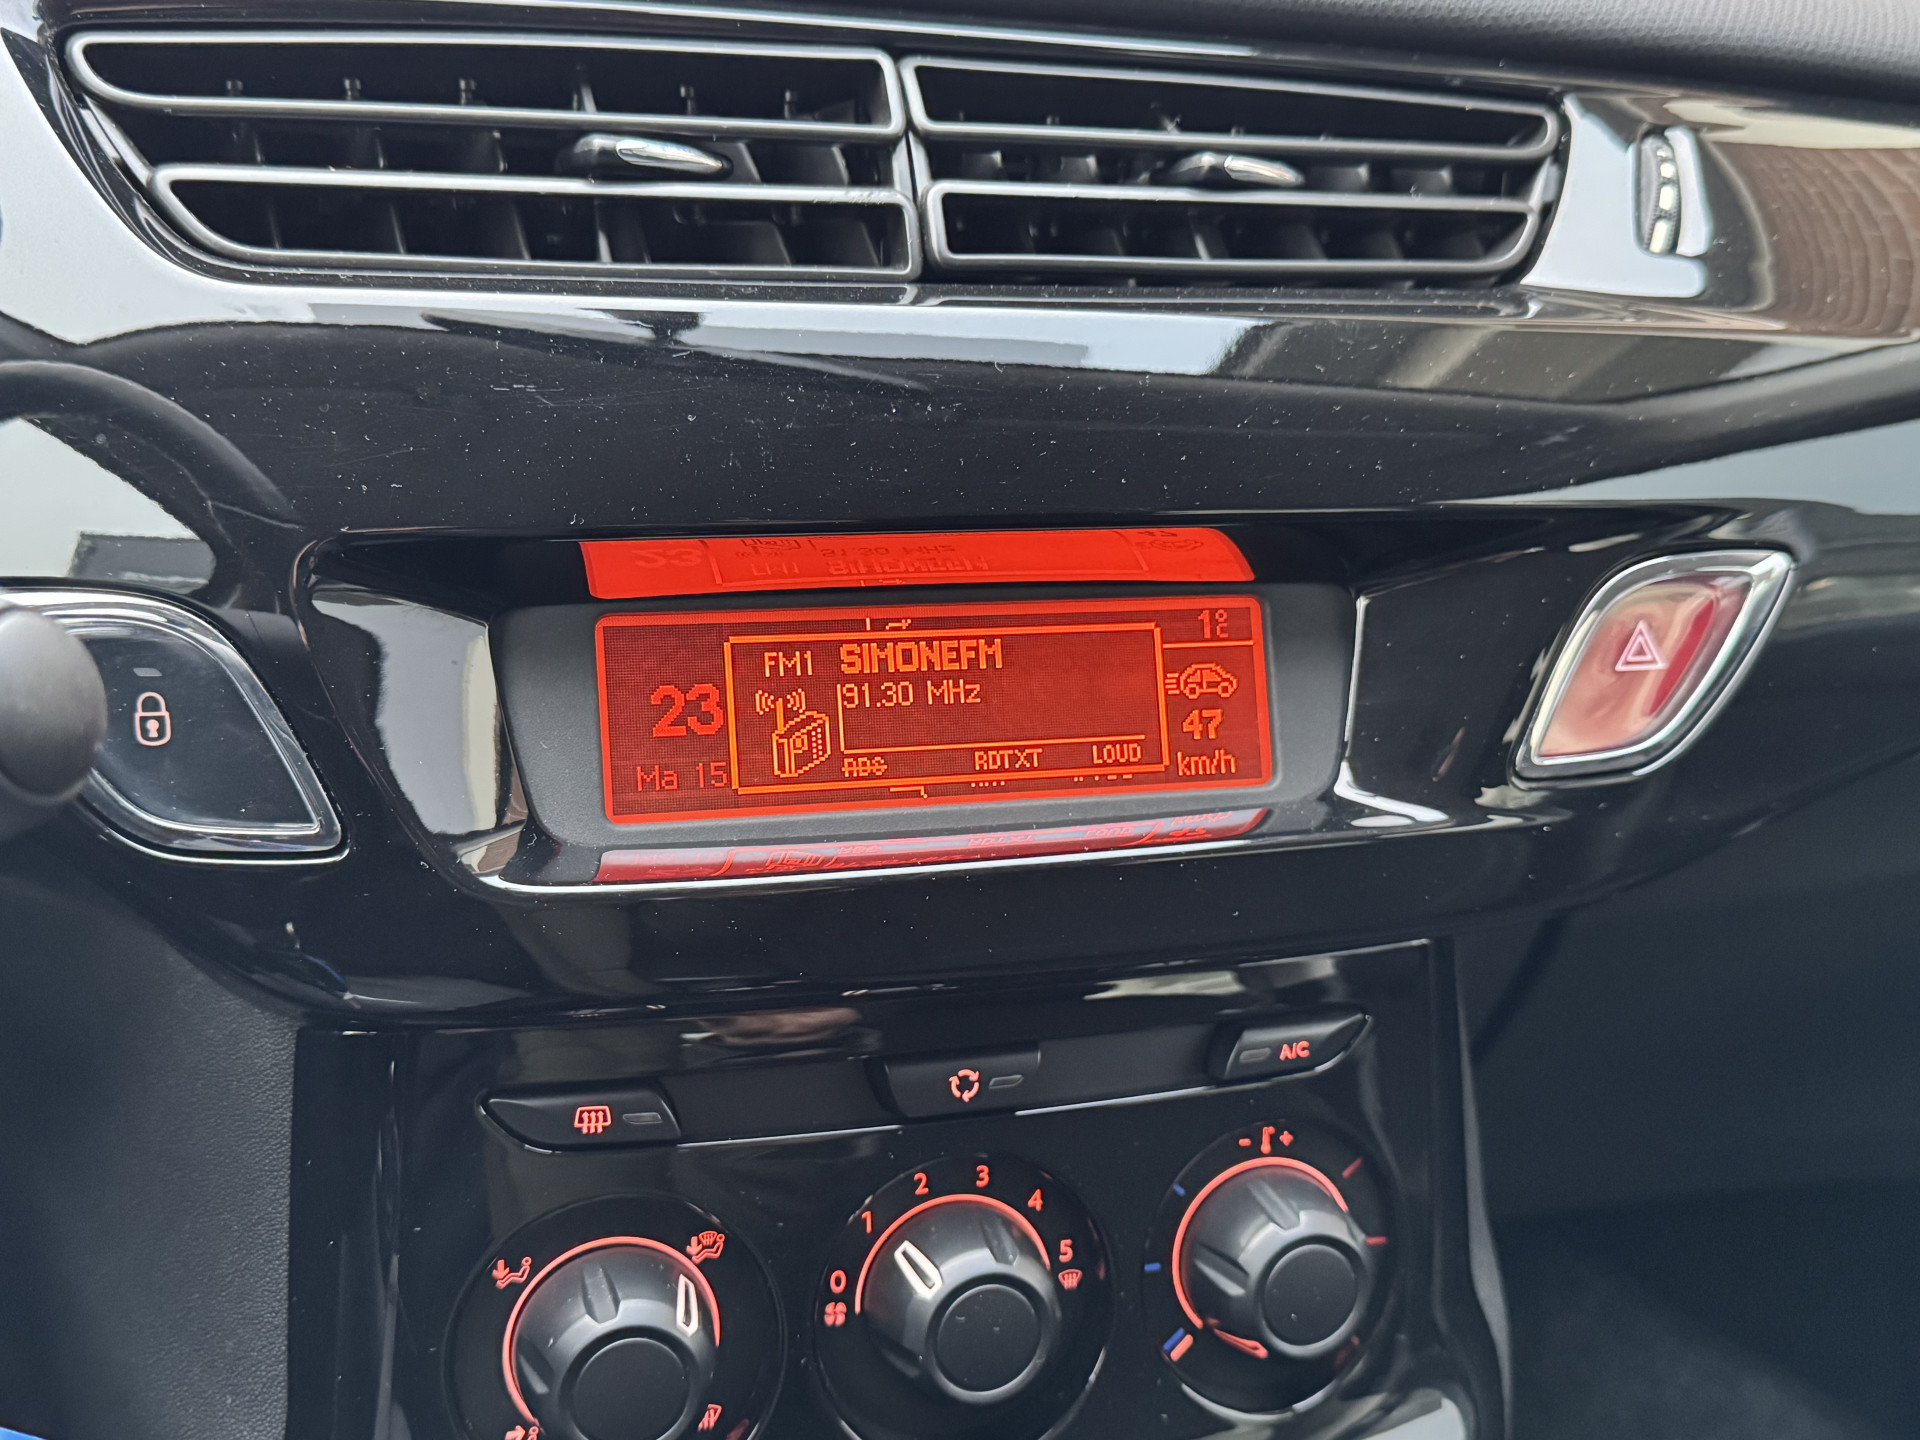 1°C
FM1 SIMONEFM
91.30 MHz
23
47
km/h
Ma 15
RDS RDTXT LOUD
A/C
- +
0 1 2 3 4 5